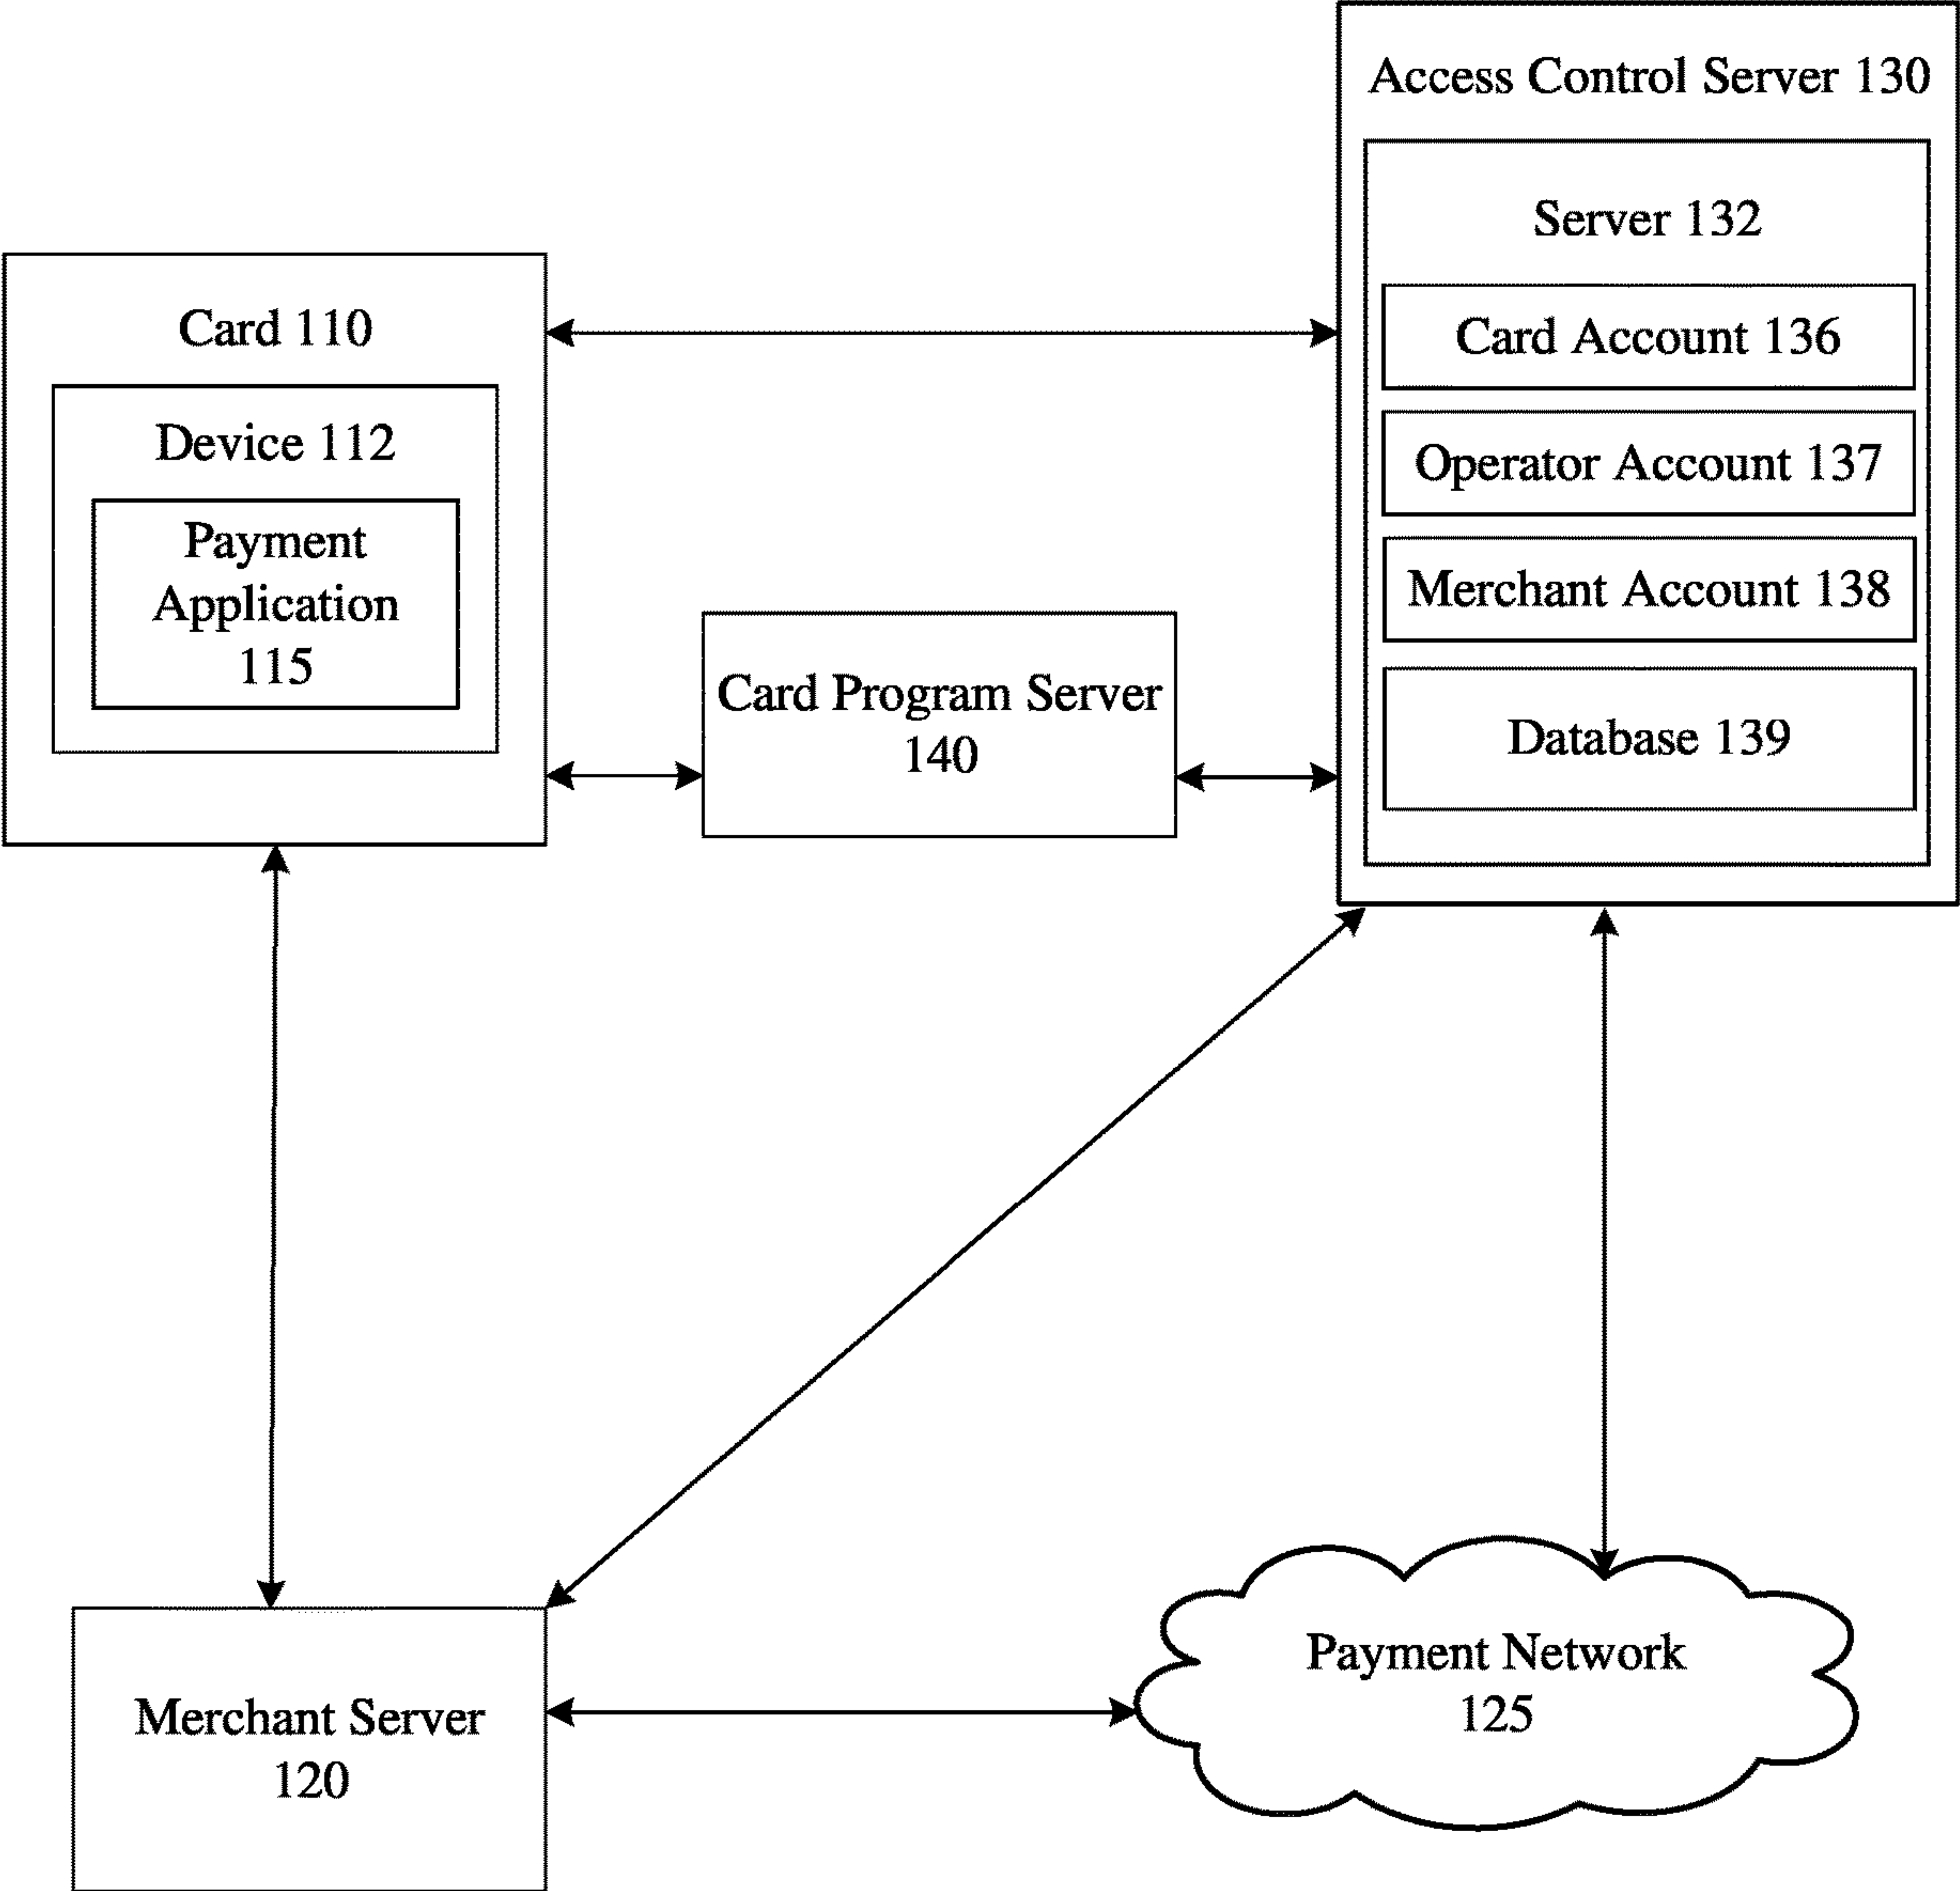 Access Control Server 130
Server 132
Card Account 136
Operator Account 137
Merchant Account 138
Database 139
Card 110
Device 112
Payment
Application
115
Card Program Server
140
Merchant Server
120
Payment Network
125